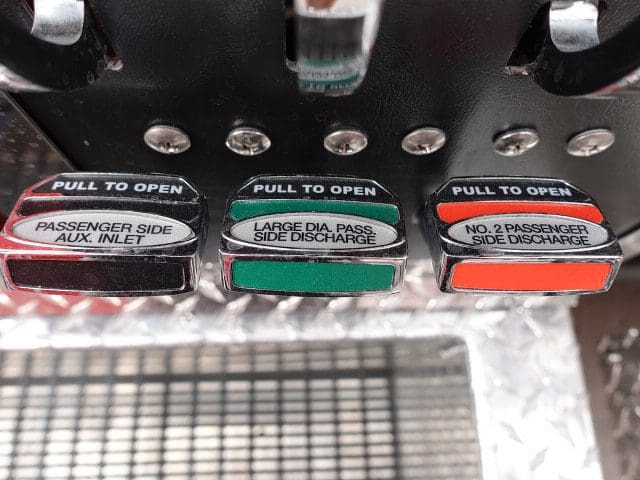 PULL TO OPEN
PASSENGER SIDE
AUX. INLET
PULL TO OPEN
LARGE DIA. PASS.
SIDE DISCHARGE
PULL TO OPEN
NO. 2 PASSENGER
SIDE DISCHARGE